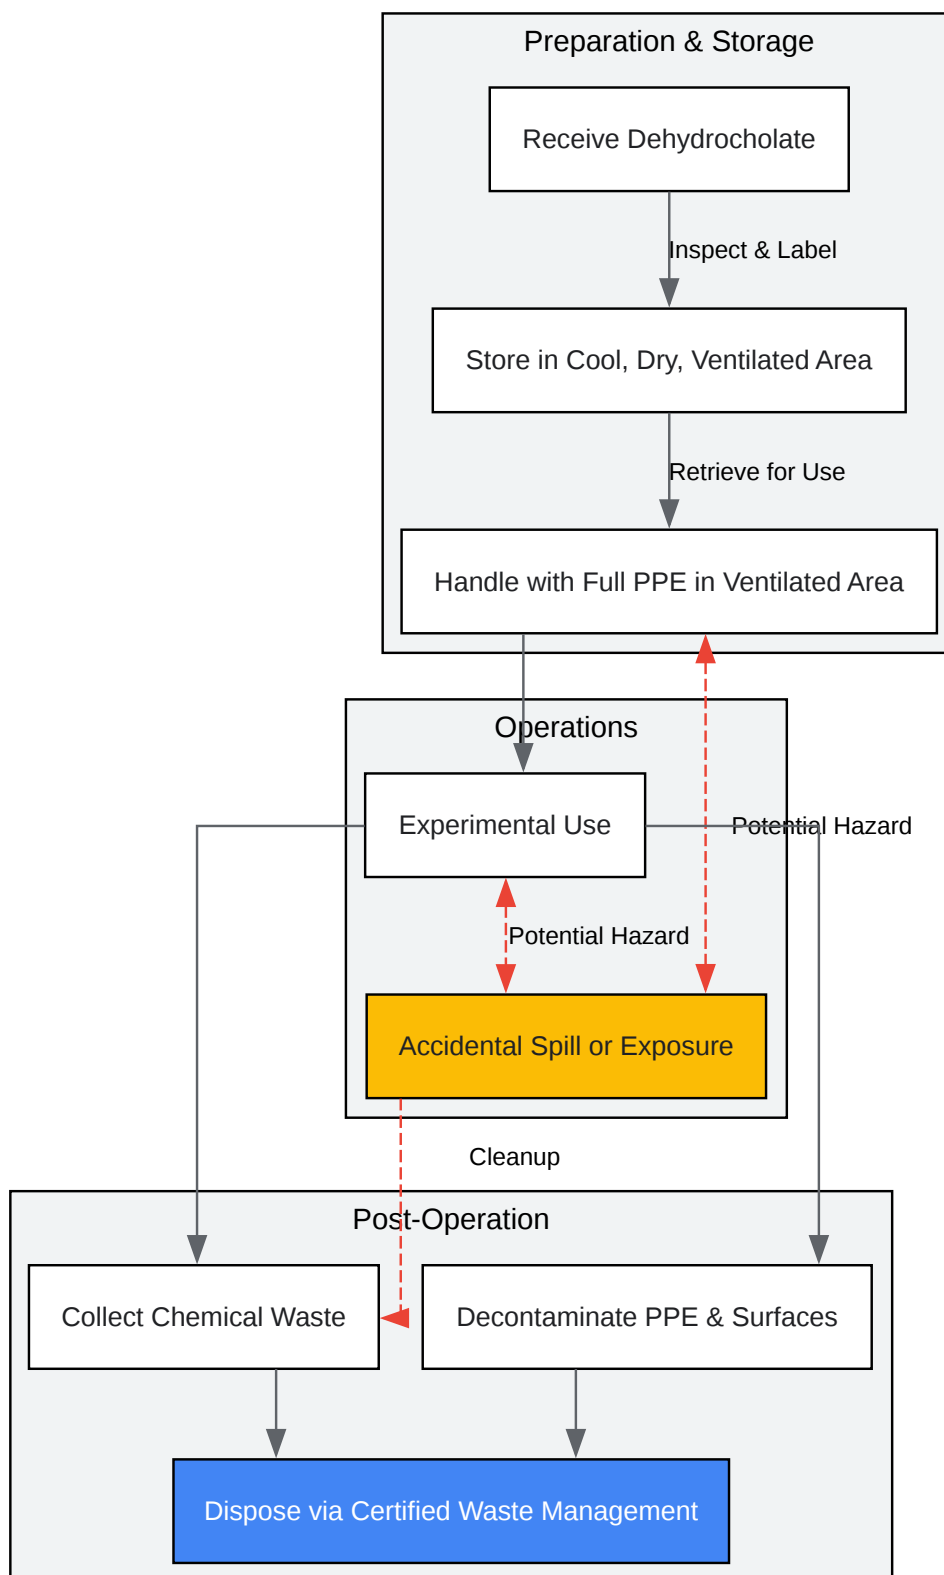 Preparation & Storage
Receive Dehydrocholate
Inspect & Label
Store in Cool, Dry, Ventilated Area
Retrieve for Use
Handle with Full PPE in Ventilated Area
Operations
Experimental Use
Potential Hazard
Potential Hazard
Accidental Spill or Exposure
Cleanup
Post-Operation
Collect Chemical Waste
Decontaminate PPE & Surfaces
Dispose via Certified Waste Management